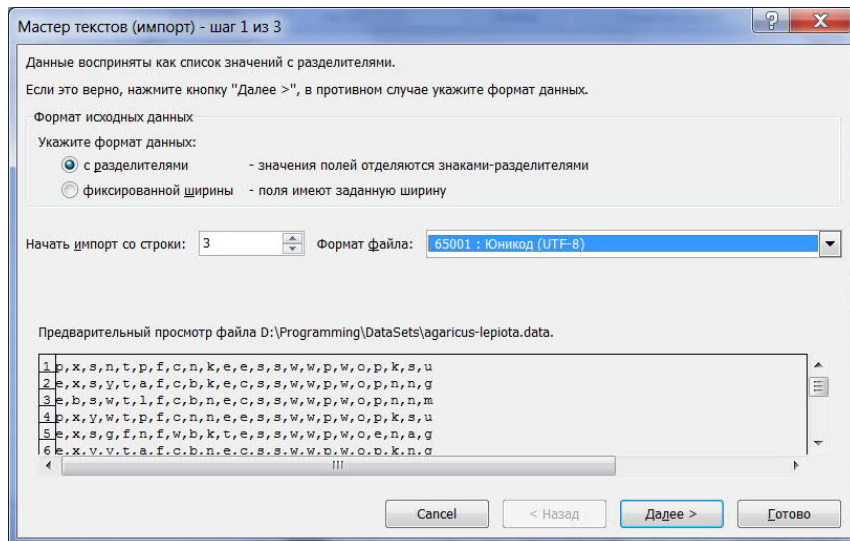 Мастер текстов (импорт) - шаг 1 из 3
Данные восприняты как список значений с разделителями.
Если это верно, нажмите кнопку "Далее >", в противном случае укажите формат данных.
Формат исходных данных
Укажите формат данных:
с разделителями - значения полей отделяются знаками-разделителями
фиксированной ширины - поля имеют заданную ширину
Начать импорт со строки: 3 Формат файла: 65001 : Юникод (UTF-8)
Предварительный просмотр файла D:\Programming\DataSets\agaricus-lepiota.data.
1 p,x,s,n,t,p,f,c,n,k,e,e,s,s,w,w,p,w,o,p,k,s,u
2 e,x,s,y,t,a,f,c,b,k,e,c,s,s,w,w,p,w,o,p,n,n,g
3 e,b,s,w,t,l,f,c,b,n,e,c,s,s,w,w,p,w,o,p,n,n,m
4 p,x,y,w,t,p,f,c,n,n,e,e,s,s,w,w,p,w,o,p,k,s,u
5 e,x,s,g,f,n,f,w,b,k,t,e,s,s,w,w,p,w,o,e,n,a,g
6 e,x,y,y,t,a,f,c,b,n,e,c,s,s,w,w,p,w,o,p,k,n,g
Cancel < Назад Далее > Готово